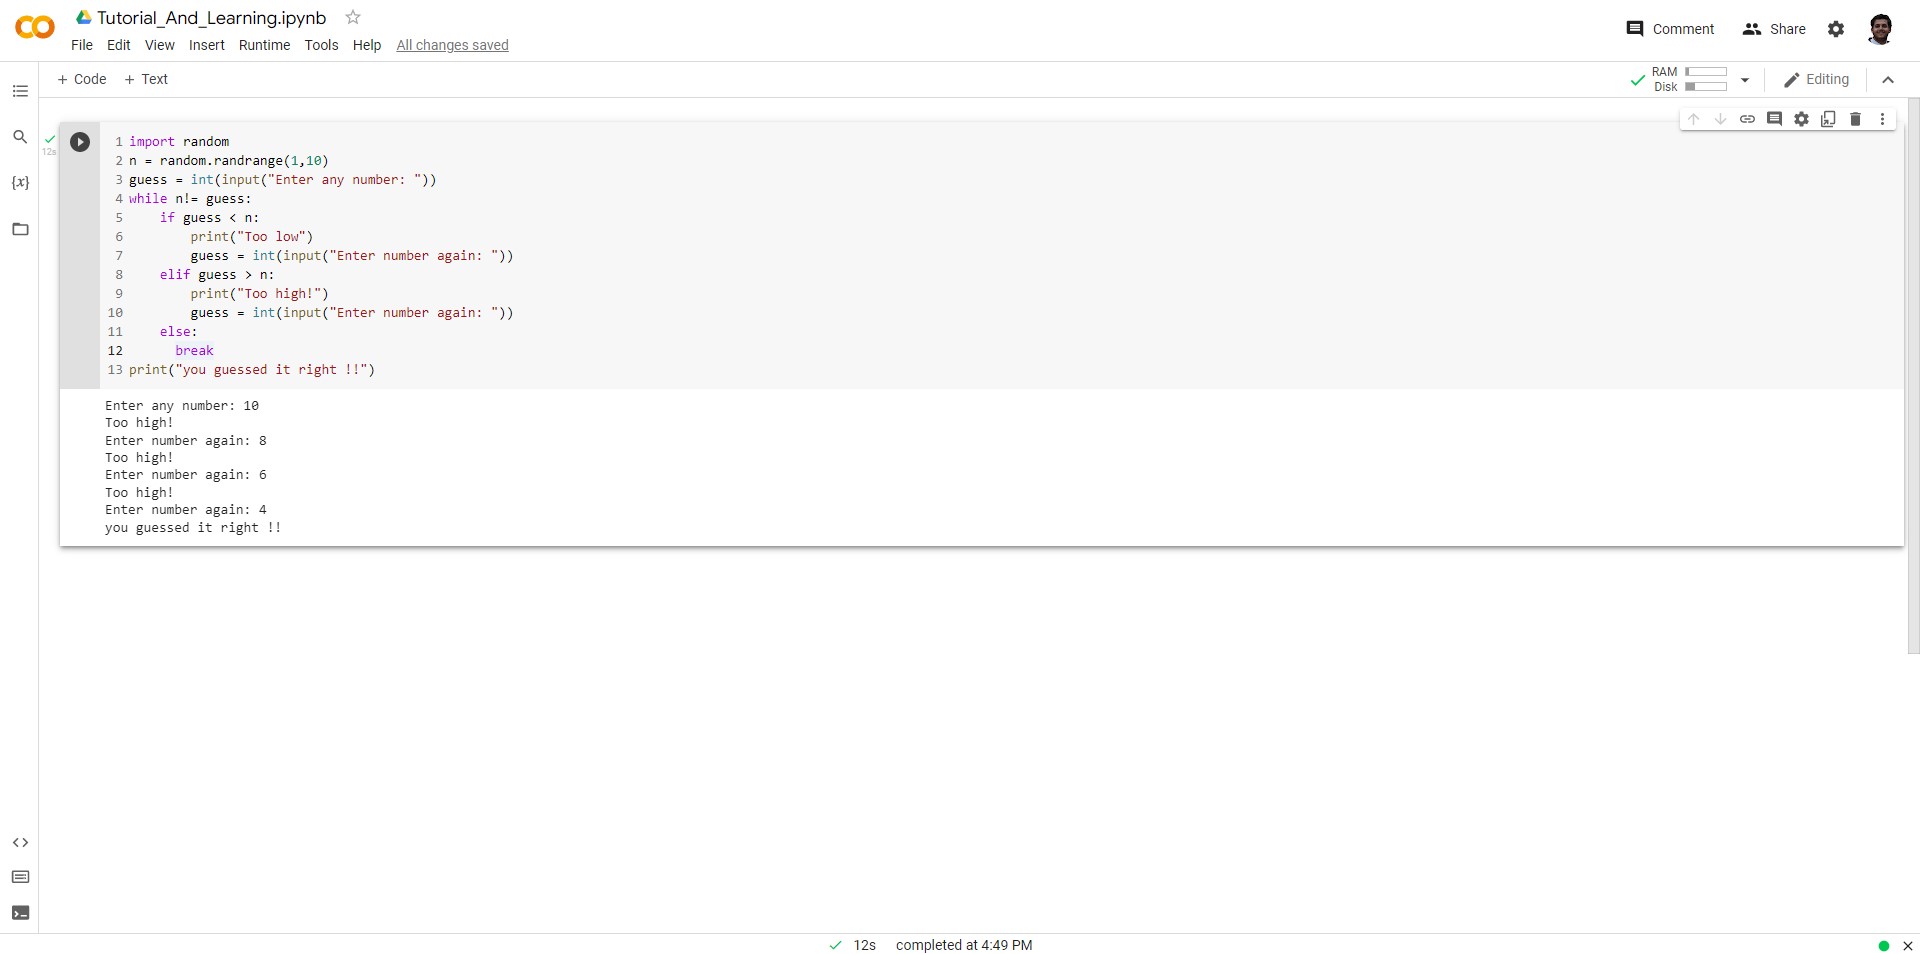 Tutorial_And_Learning.ipynb
File Edit View Insert Runtime Tools Help All changes saved
Comment Share
+ Code + Text
RAM
Disk
Editing
{x}
12s
1 import random
2 n = random.randrange(1,10)
3 guess = int(input("Enter any number: "))
4 while n!= guess:
5     if guess < n:
6         print("Too low")
7         guess = int(input("Enter number again: "))
8     elif guess > n:
9         print("Too high!")
10         guess = int(input("Enter number again: "))
11     else:
12       break
13 print("you guessed it right !!")
Enter any number: 10
Too high!
Enter number again: 8
Too high!
Enter number again: 6
Too high!
Enter number again: 4
you guessed it right !!
12s completed at 4:49 PM